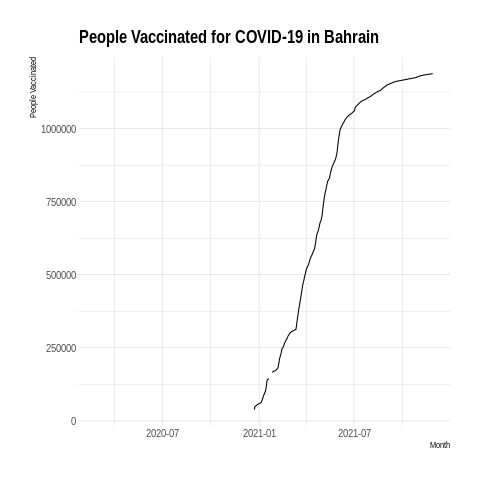 People Vaccinated for COVID-19 in Bahrain
People Vaccinated
1000000
750000
500000
250000
0
2020-07 2021-01 2021-07
Month